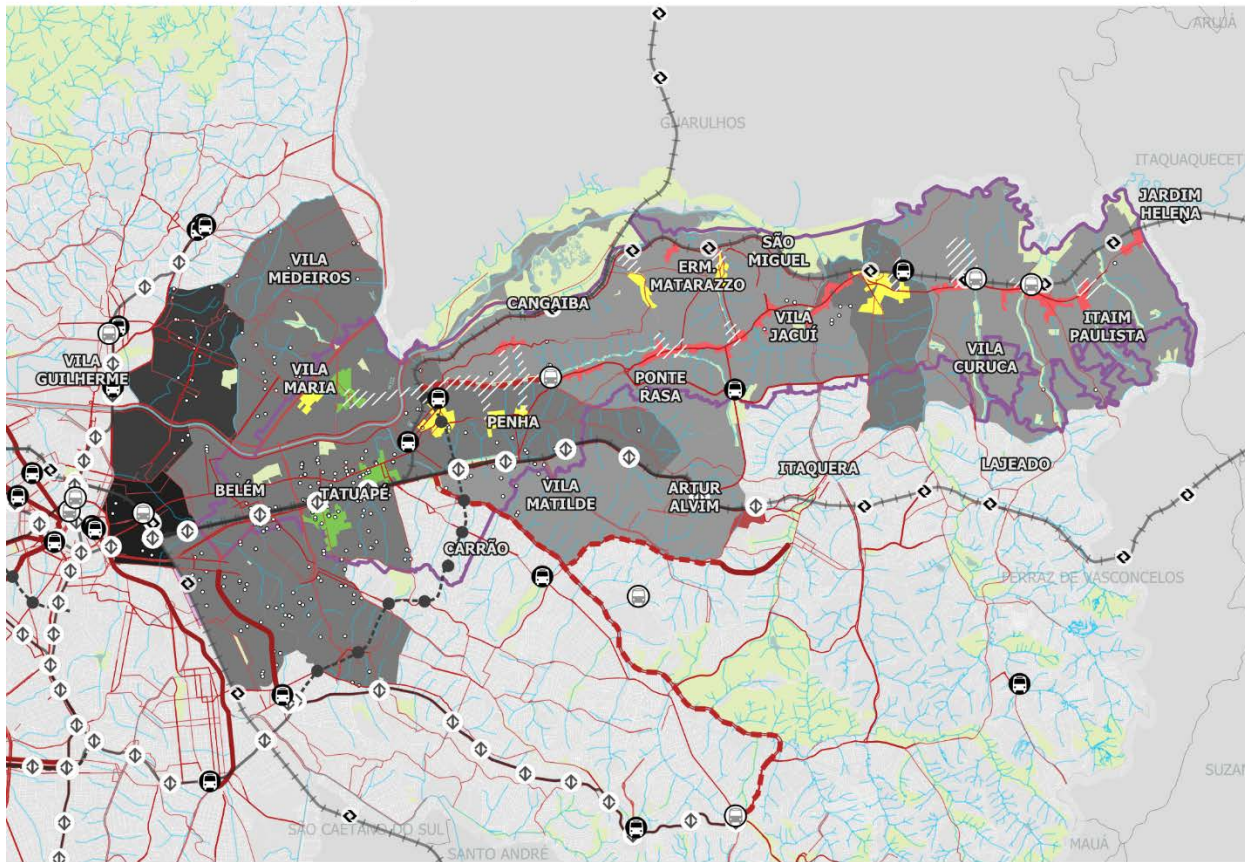 ARUJÁ
GUARULHOS
ITAQUAQUECET
JARDIM
HELENA
VILA
MEDEIROS
SÃO
MIGUEL
ERM.
MATARAZZO
CANGAIBA
VILA
JACUÍ
ITAIM
PAULISTA
VILA
GUILHERME
VILA
MARIA
VILA
CURUCA
PONTE
RASA
PENHA
ITAQUERA
LAJEADO
BELÉM
TATUAPÉ
VILA
MATILDE
ARTUR
ALVIM
CARRÃO
FERRAZ DE VASCONCELOS
SUZAN
SÃO CAETANO DO SUL
SANTO ANDRÉ
MAUÁ